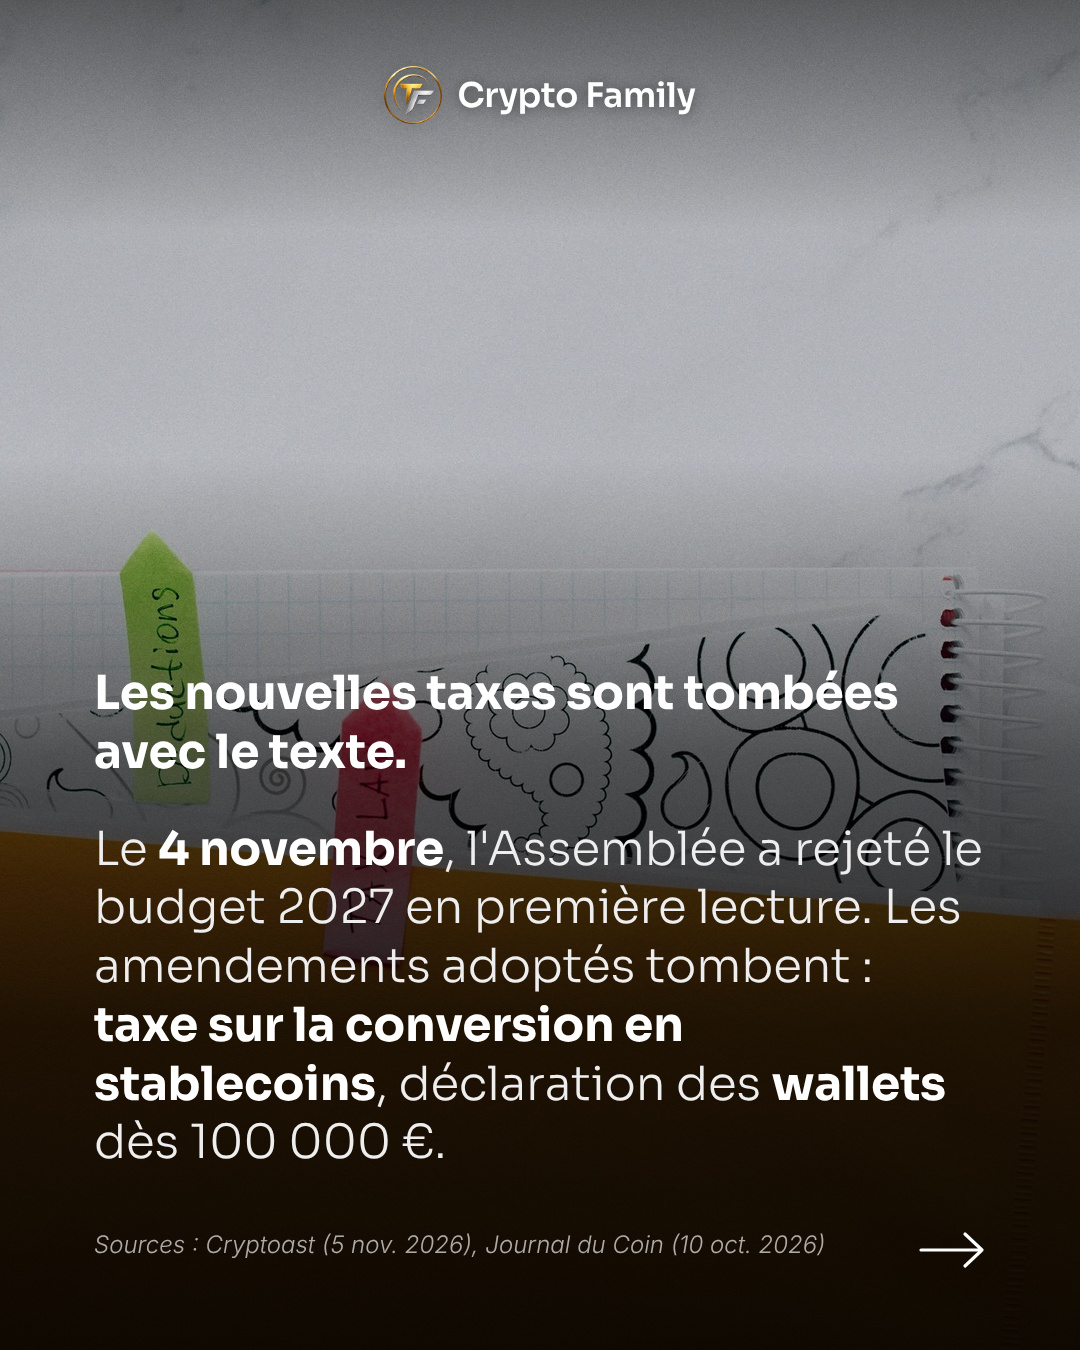 Crypto Family
Les nouvelles taxes sont tombées
avec le texte.
Le 4 novembre, l'Assemblée a rejeté le
budget 2027 en première lecture. Les
amendements adoptés tombent :
taxe sur la conversion en
stablecoins, déclaration des wallets
dès 100 000 €.
Sources : Cryptoast (5 nov. 2026), Journal du Coin (10 oct. 2026)